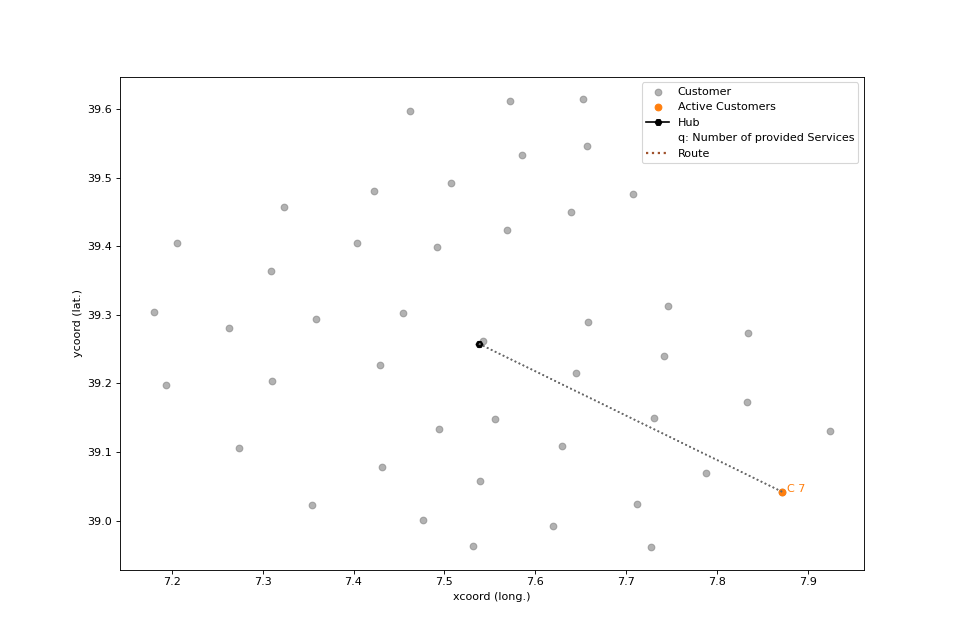 Customer
Active Customers
Hub
q: Number of provided Services
Route
39.6
39.5
39.4
39.3
39.2
39.1
39.0
ycoord (lat.)
C 7
7.2 7.3 7.4 7.5 7.6 7.7 7.8 7.9
xcoord (long.)